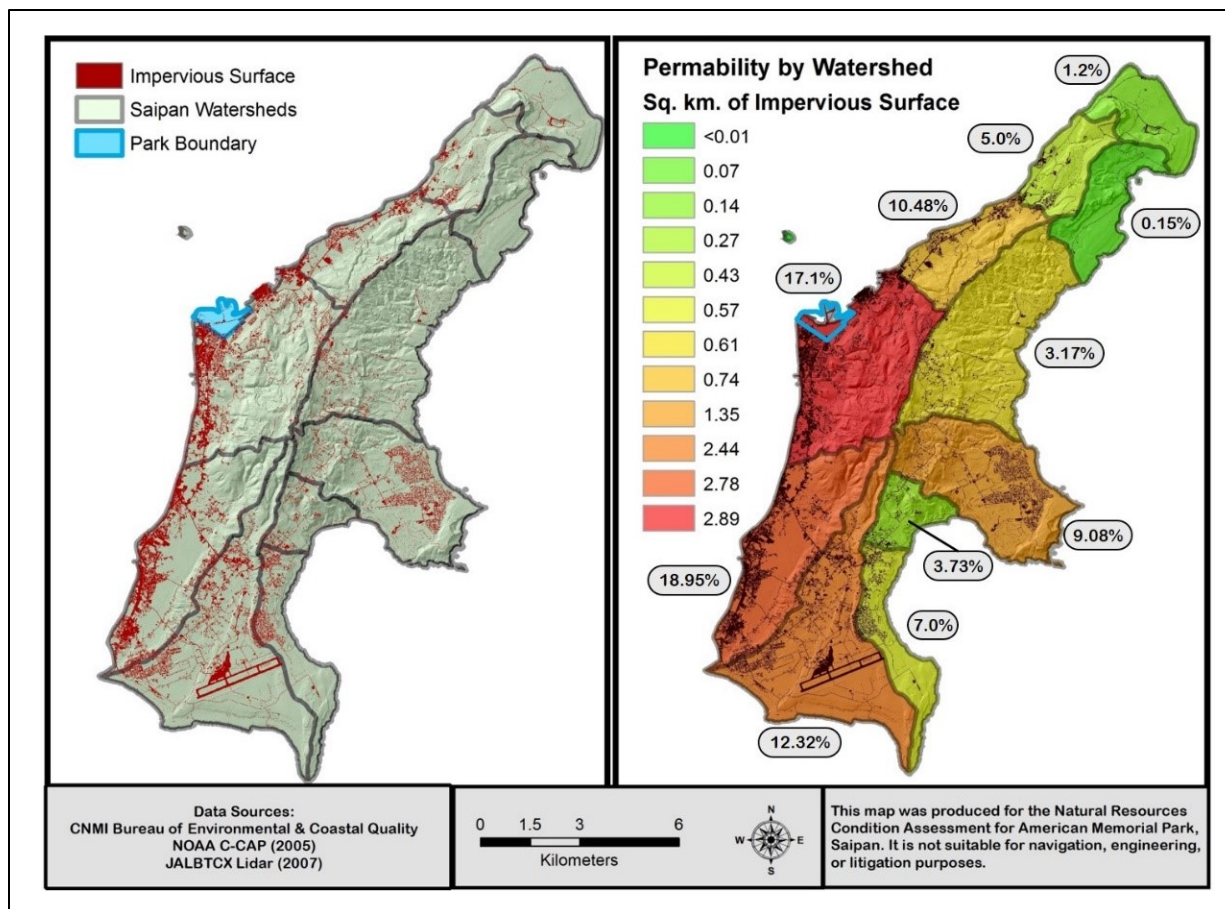 Impervious Surface
Saipan Watersheds
Park Boundary
Permability by Watershed
Sq. km. of Impervious Surface
<0.01
0.07
0.14
0.27
0.43
0.57
0.61
0.74
1.35
2.44
2.78
2.89
1.2%
5.0%
10.48%
0.15%
17.1%
3.17%
9.08%
3.73%
18.95%
7.0%
12.32%
Data Sources:
CNMI Bureau of Environmental & Coastal Quality
NOAA C-CAP (2005)
JALBTCX Lidar (2007)
0 1.5 3 6
Kilometers
N
W E
S
This map was produced for the Natural Resources
Condition Assessment for American Memorial Park,
Saipan. It is not suitable for navigation, engineering,
or litigation purposes.